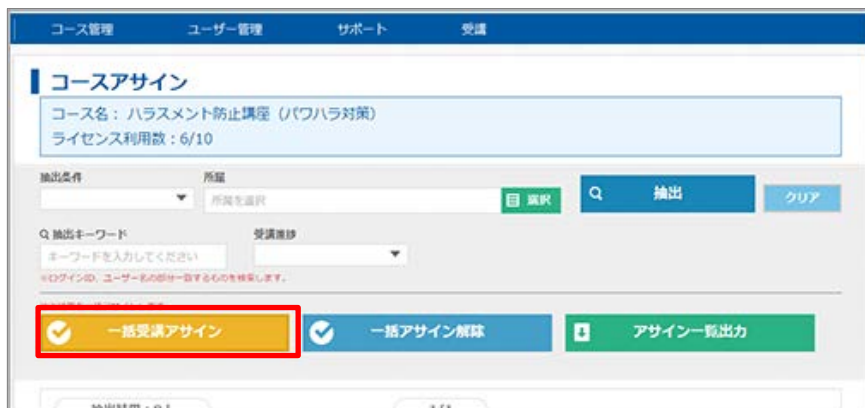 コース管理 ユーザー管理 サポート 受講
コースアサイン
コース名： ハラスメント防止講座（パワハラ対策）
ライセンス利用数：6/10
抽出条件 所属
所属を選択 選択 抽出 クリア
抽出キーワード 受講進捗
キーワードを入力してください
※ログインID、ユーザー名の部分一致するものを検索します。
一括受講アサイン 一括アサイン解除 アサイン一覧出力